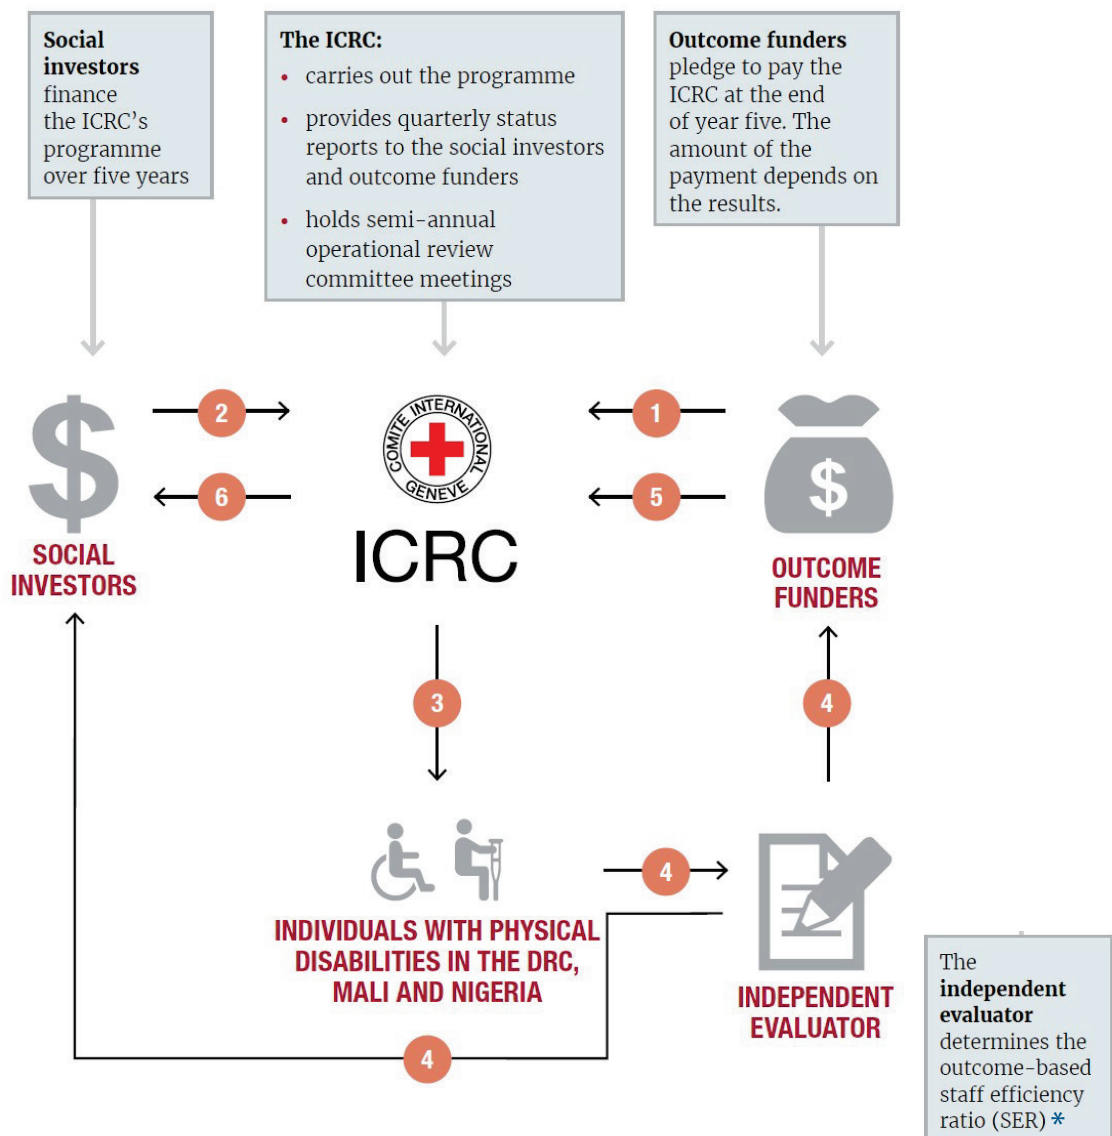 Social
investors
finance
the ICRC’s
programme
over five years
The ICRC:
• carries out the programme
• provides quarterly status
reports to the social investors
and outcome funders
• holds semi-annual
operational review
committee meetings
Outcome funders
pledge to pay the
ICRC at the end
of year five. The
amount of the
payment depends on
the results.
2
1
6
5
COMITE INTERNATIONAL
GENEVE
ICRC
$
SOCIAL
INVESTORS
$
OUTCOME
FUNDERS
3
4
4
INDIVIDUALS WITH PHYSICAL
DISABILITIES IN THE DRC,
MALI AND NIGERIA
INDEPENDENT
EVALUATOR
4
The
independent
evaluator
determines the
outcome-based
staff efficiency
ratio (SER) *